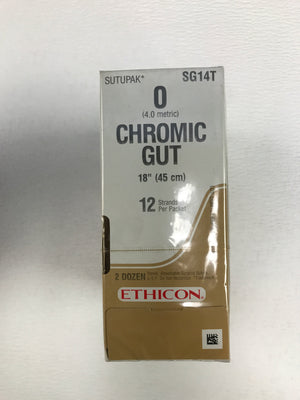 SUTUPAK* SG14T
0
(4.0 metric)
CHROMIC
GUT
18" (45 cm)
12 Strands
Per Packet
2 DOZEN
ETHICON